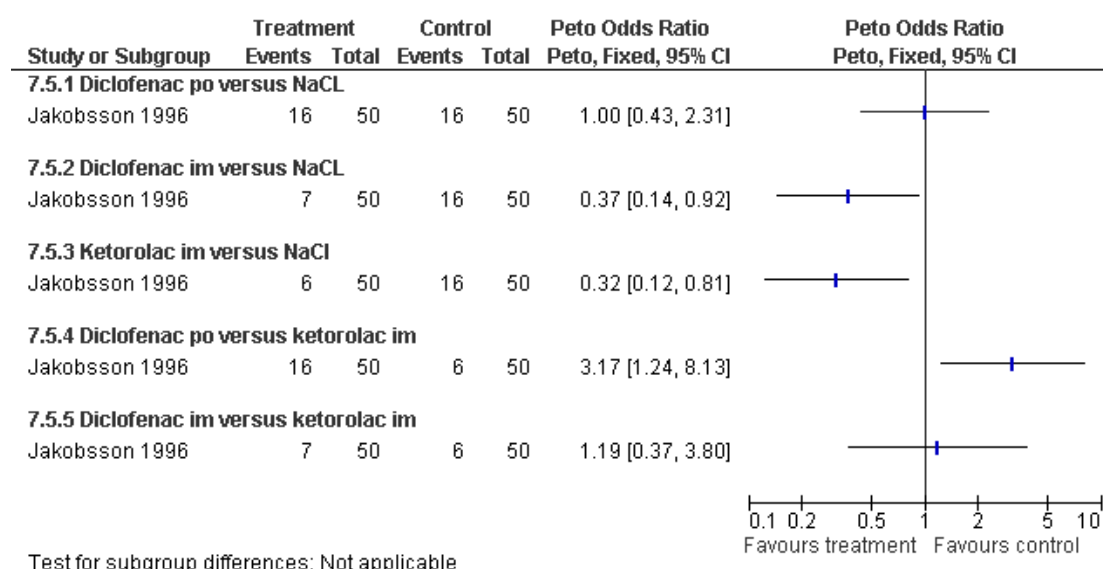 Treatment Control Peto Odds Ratio Peto Odds Ratio
Study or Subgroup Events Total Events Total Peto, Fixed, 95% CI Peto, Fixed, 95% CI
7.5.1 Diclofenac po versus NaCL
Jakobsson 1996 16 50 16 50 1.00 [0.43, 2.31]
7.5.2 Diclofenac im versus NaCL
Jakobsson 1996 7 50 16 50 0.37 [0.14, 0.92]
7.5.3 Ketorolac im versus NaCl
Jakobsson 1996 6 50 16 50 0.32 [0.12, 0.81]
7.5.4 Diclofenac po versus ketorolac im
Jakobsson 1996 16 50 6 50 3.17 [1.24, 8.13]
7.5.5 Diclofenac im versus ketorolac im
Jakobsson 1996 7 50 6 50 1.19 [0.37, 3.80]
0.1 0.2 0.5 1 2 5 10
Favours treatment Favours control
Test for subgroup differences: Not applicable